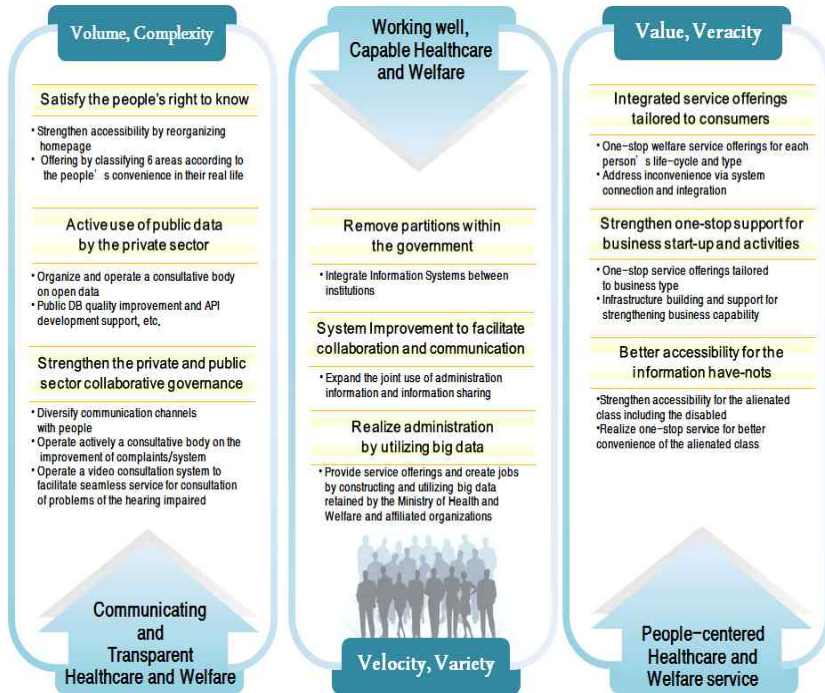 Volume, Complexity
Satisfy the people's right to know
• Strengthen accessibility by reorganizing
homepage
• Offering by classifying 6 areas according to
the people's convenience in their real life
Active use of public data
by the private sector
• Organize and operate a consultative body
on open data
• Public DB quality improvement and API
development support, etc.
Strengthen the private and public
sector collaborative governance
• Diversify communication channels
with people
• Operate actively a consultative body on the
improvement of complaints/system
• Operate a video consultation system to
facilitate seamless service for consultation
of problems of the hearing impaired
Communicating
and
Transparent
Healthcare and Welfare
Working well,
Capable Healthcare
and Welfare
Remove partitions within
the government
• Integrate Information Systems between
institutions
System Improvement to facilitate
collaboration and communication
• Expand the joint use of administration
information and information sharing
Realize administration
by utilizing big data
• Provide service offerings and create jobs
by constructing and utilizing big data
retained by the Ministry of Health and
Welfare and affiliated organizations
Velocity, Variety
Value, Veracity
Integrated service offerings
tailored to consumers
• One-stop welfare service offerings for each
person's life-cycle and type
• Address inconvenience via system
connection and integration
Strengthen one-stop support for
business start-up and activities
• One-stop service offerings tailored
to business type
• Infrastructure building and support for
strengthening business capability
Better accessibility for the
information have-nots
•Strengthen accessibility for the alienated
class including the disabled
•Realize one-stop service for better
convenience of the alienated class
People-centered
Healthcare and
Welfare service